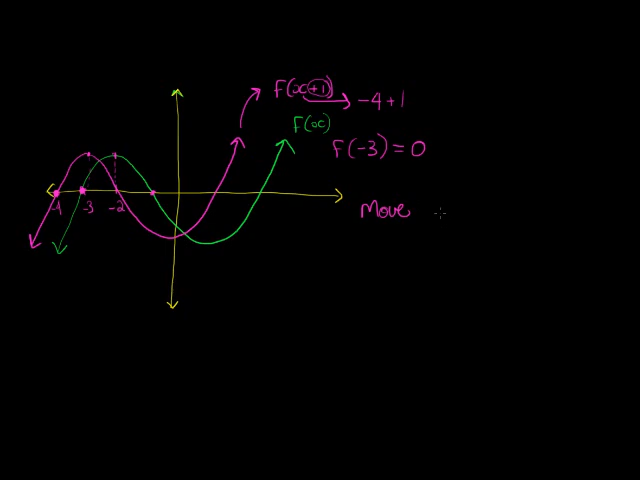 F(x+1) → -4+1
F(x)
F(-3) = 0
-4 -3 -2
Move